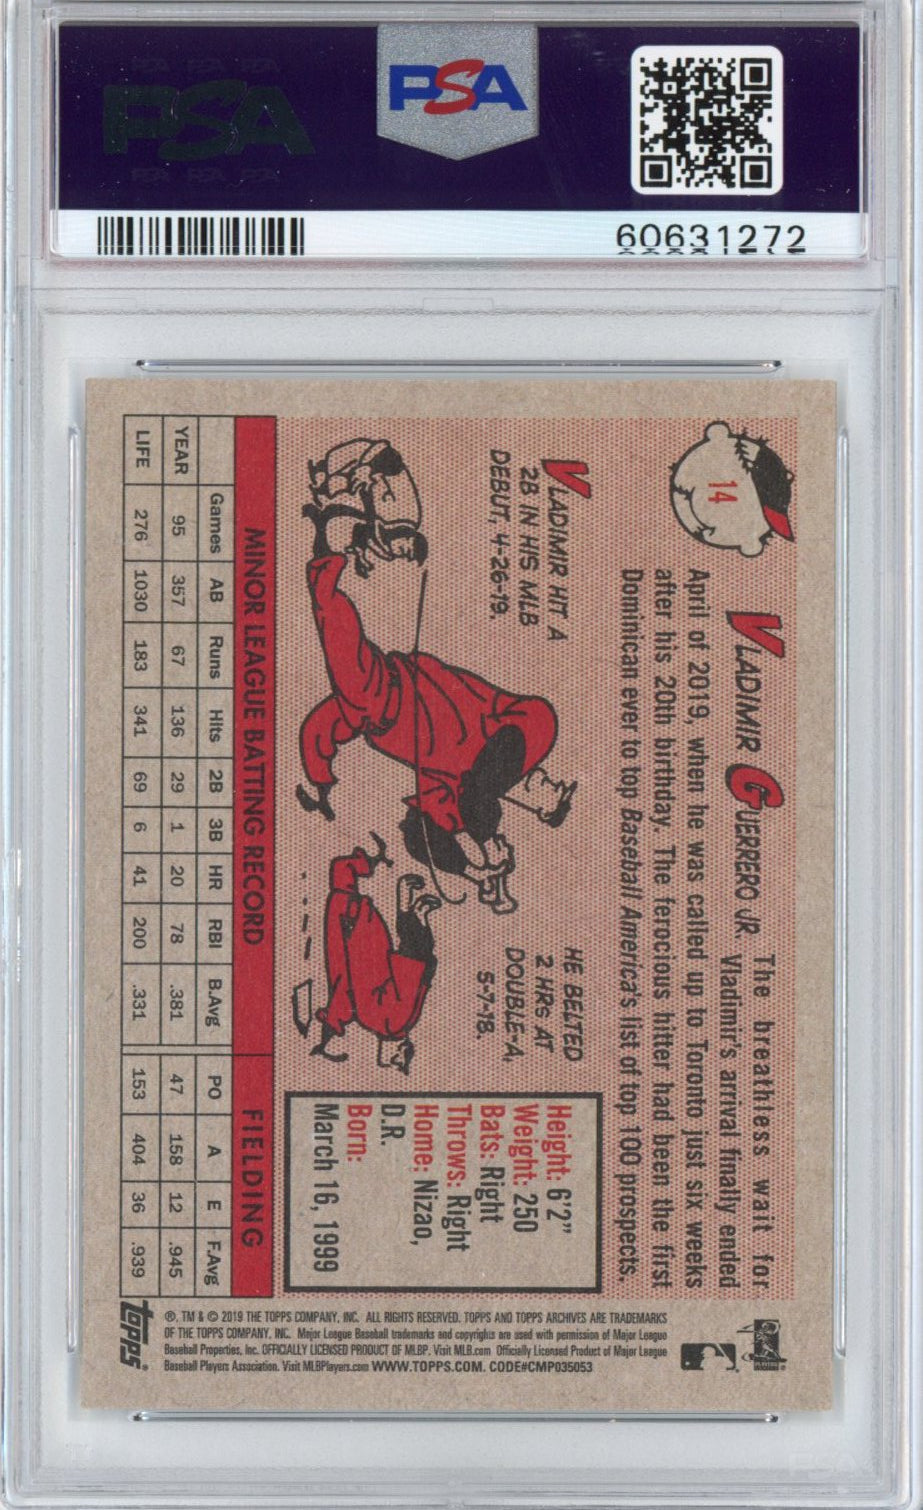 PSA
PSA
PSA PSA PSA
60631272
14
VLADIMIR GUERRERO JR. The breathless wait for
Vladimir's arrival finally ended
April of 2019, when he was called up to Toronto just six weeks
after his 20th birthday. The ferocious hitter had been the first
Dominican ever to top Baseball America's list of top 100 prospects.
VLADIMIR HIT A
2B IN HIS MLB
DEBUT, 4-26-19.
HE BELTED
2 HRs AT
DOUBLE-A,
5-7-18.
Height: 6'2"
Weight: 250
Bats: Right
Throws: Right
Home: Nizao,
D.R.
Born:
March 16, 1999
MINOR LEAGUE BATTING RECORD FIELDING
Games AB Runs Hits 2B 3B HR RBI B.Avg PO A E F.Avg
YEAR 95 357 67 136 29 1 20 78 .381 47 158 12 .945
LIFE 276 1030 183 341 69 6 41 200 .331 153 404 36 .939
®, TM & © 2019 THE TOPPS COMPANY, INC. ALL RIGHTS RESERVED. TOPPS AND TOPPS ARCHIVES ARE TRADEMARKS
OF THE TOPPS COMPANY, INC. Major League Baseball trademarks and copyrights are used with permission of Major League
Baseball Properties, Inc. OFFICIALLY LICENSED PRODUCT OF MLBP. Visit MLB.com Officially Licensed Product of Major League
Baseball Players Association. Visit MLBPlayers.com WWW.TOPPS.COM. CODE#CMP035053
topps®
PSA